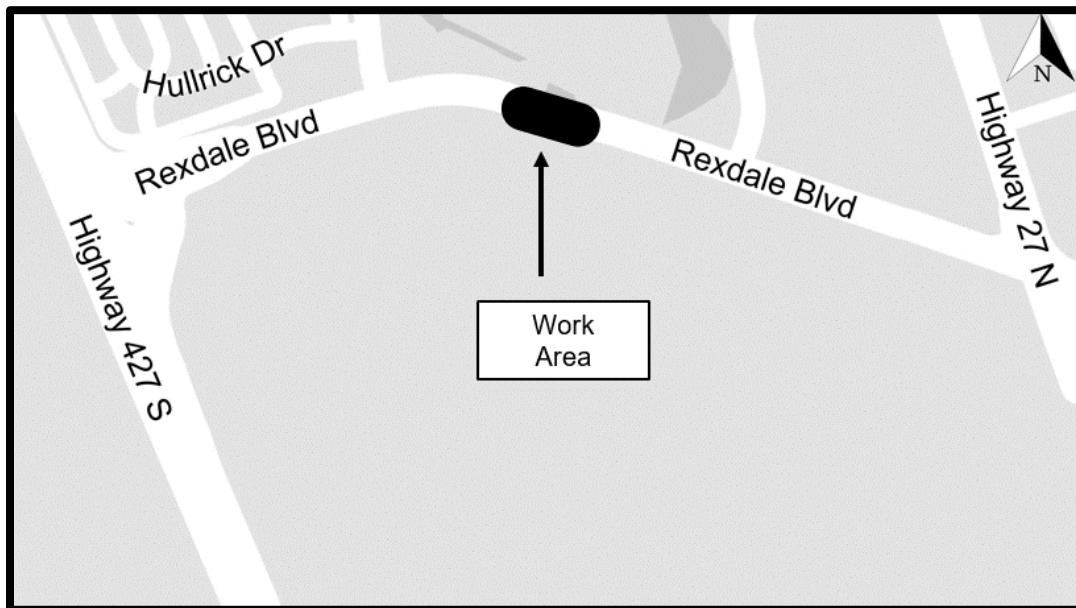 Hullrick Dr
N
Rexdale Blvd
Rexdale Blvd
Highway 27 N
Highway 427 S
Work
Area